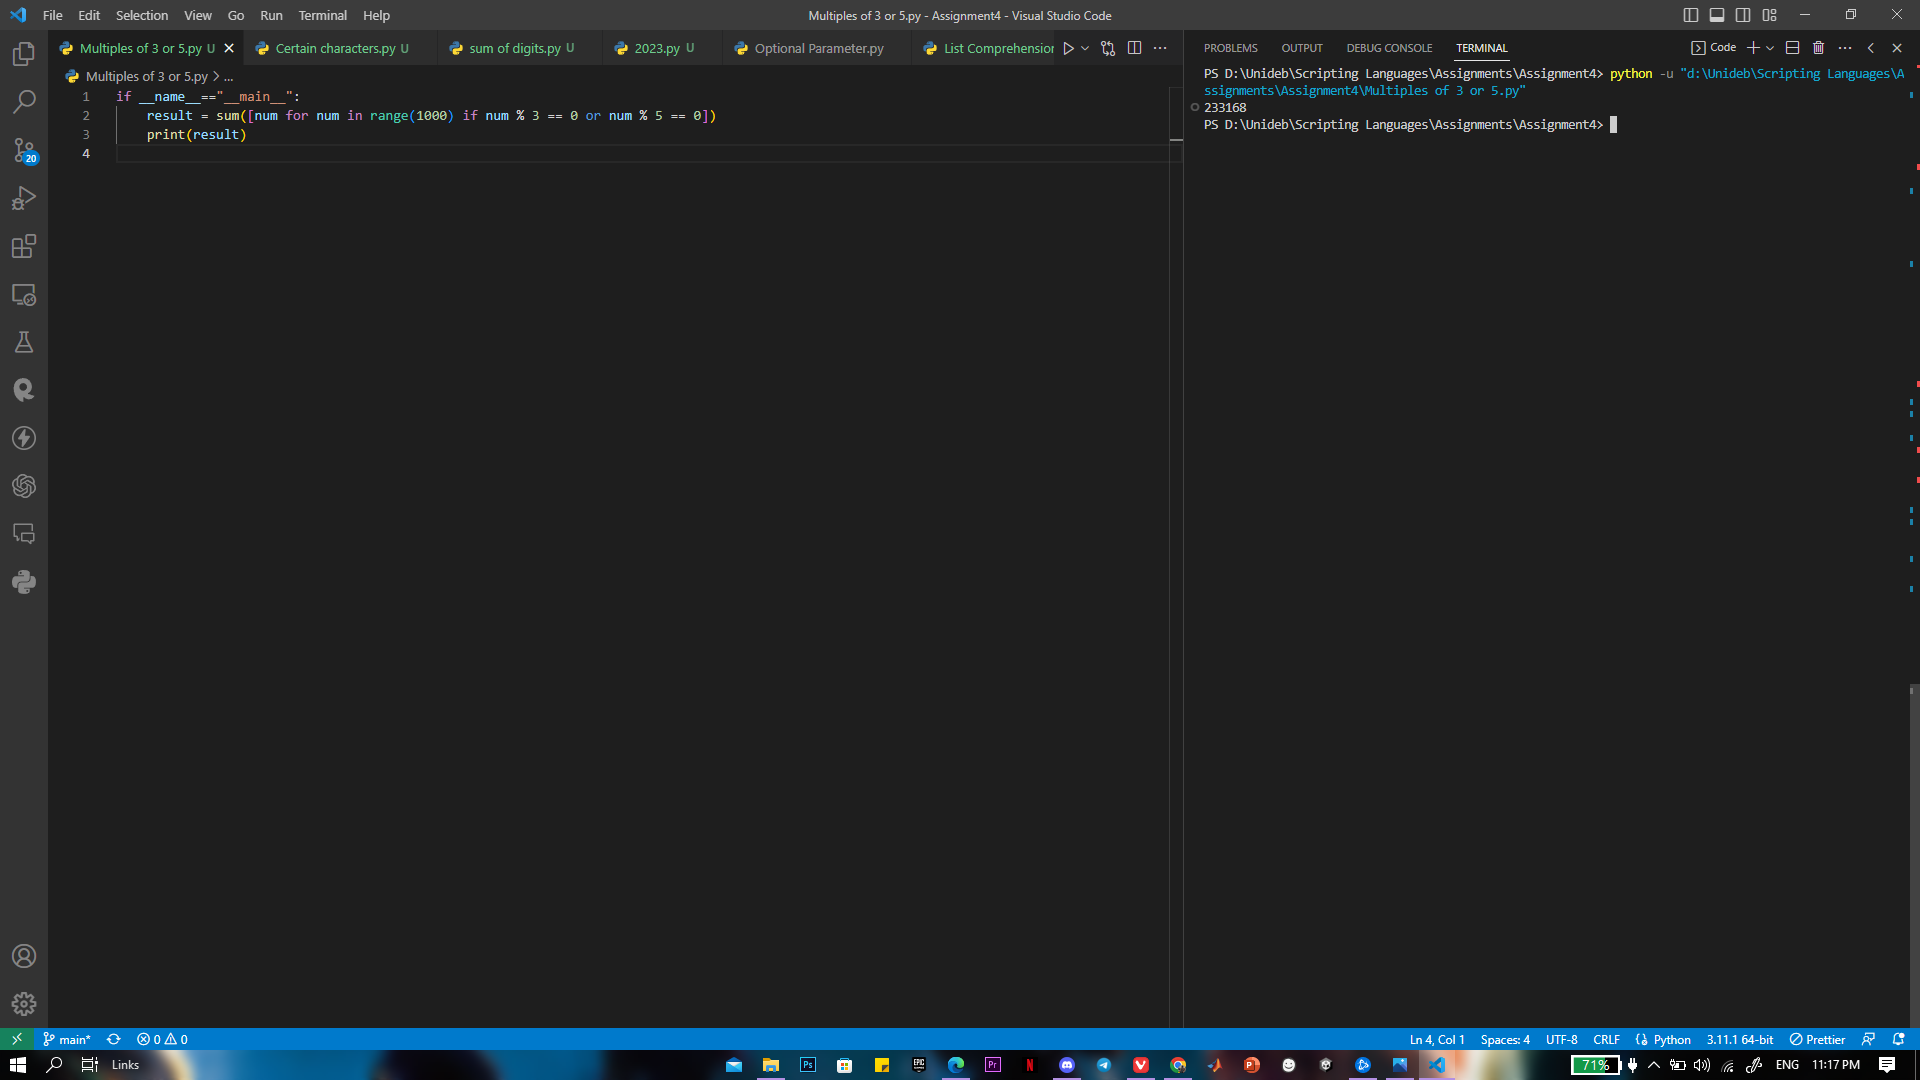 File Edit Selection View Go Run Terminal Help
Multiples of 3 or 5.py - Assignment4 - Visual Studio Code
Multiples of 3 or 5.py U Certain characters.py U sum of digits.py U 2023.py U Optional Parameter.py List Comprehension
Multiples of 3 or 5.py > ...
1 if __name__=="__main__":
2 result = sum([num for num in range(1000) if num % 3 == 0 or num % 5 == 0])
3 print(result)
4
PROBLEMS OUTPUT DEBUG CONSOLE TERMINAL Code
PS D:\Unideb\Scripting Languages\Assignments\Assignment4> python -u "d:\Unideb\Scripting Languages\A
ssignments\Assignment4\Multiples of 3 or 5.py"
233168
PS D:\Unideb\Scripting Languages\Assignments\Assignment4>
20
main* 0 0
Ln 4, Col 1 Spaces: 4 UTF-8 CRLF Python 3.11.1 64-bit Prettier
Links
Ps EPIC Pr N
71% ENG 11:17 PM